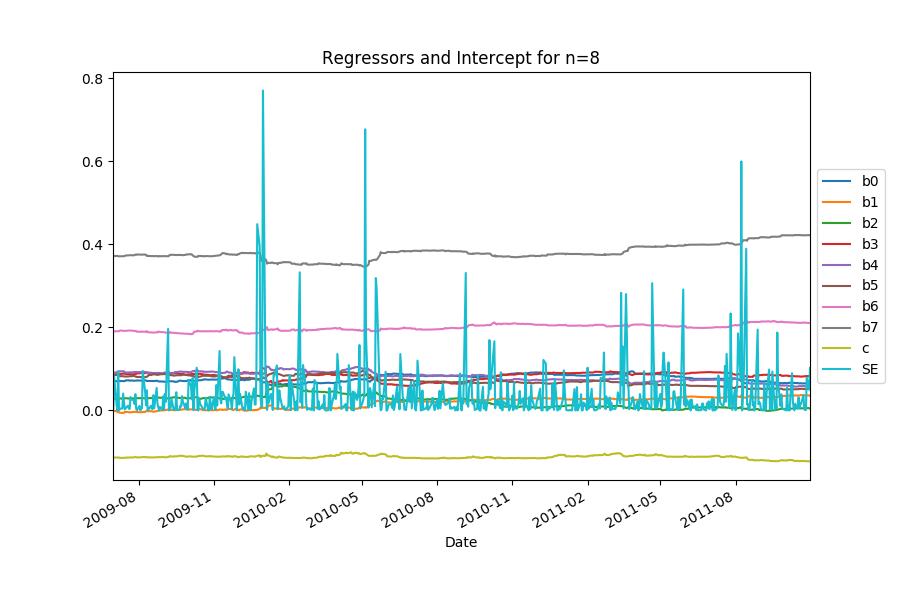 Regressors and Intercept for n=8
0.8
0.6
0.4
0.2
0.0
2009-08
2009-11
2010-02
2010-05
2010-08
2010-11
2011-02
2011-05
2011-08
Date
b0
b1
b2
b3
b4
b5
b6
b7
c
SE